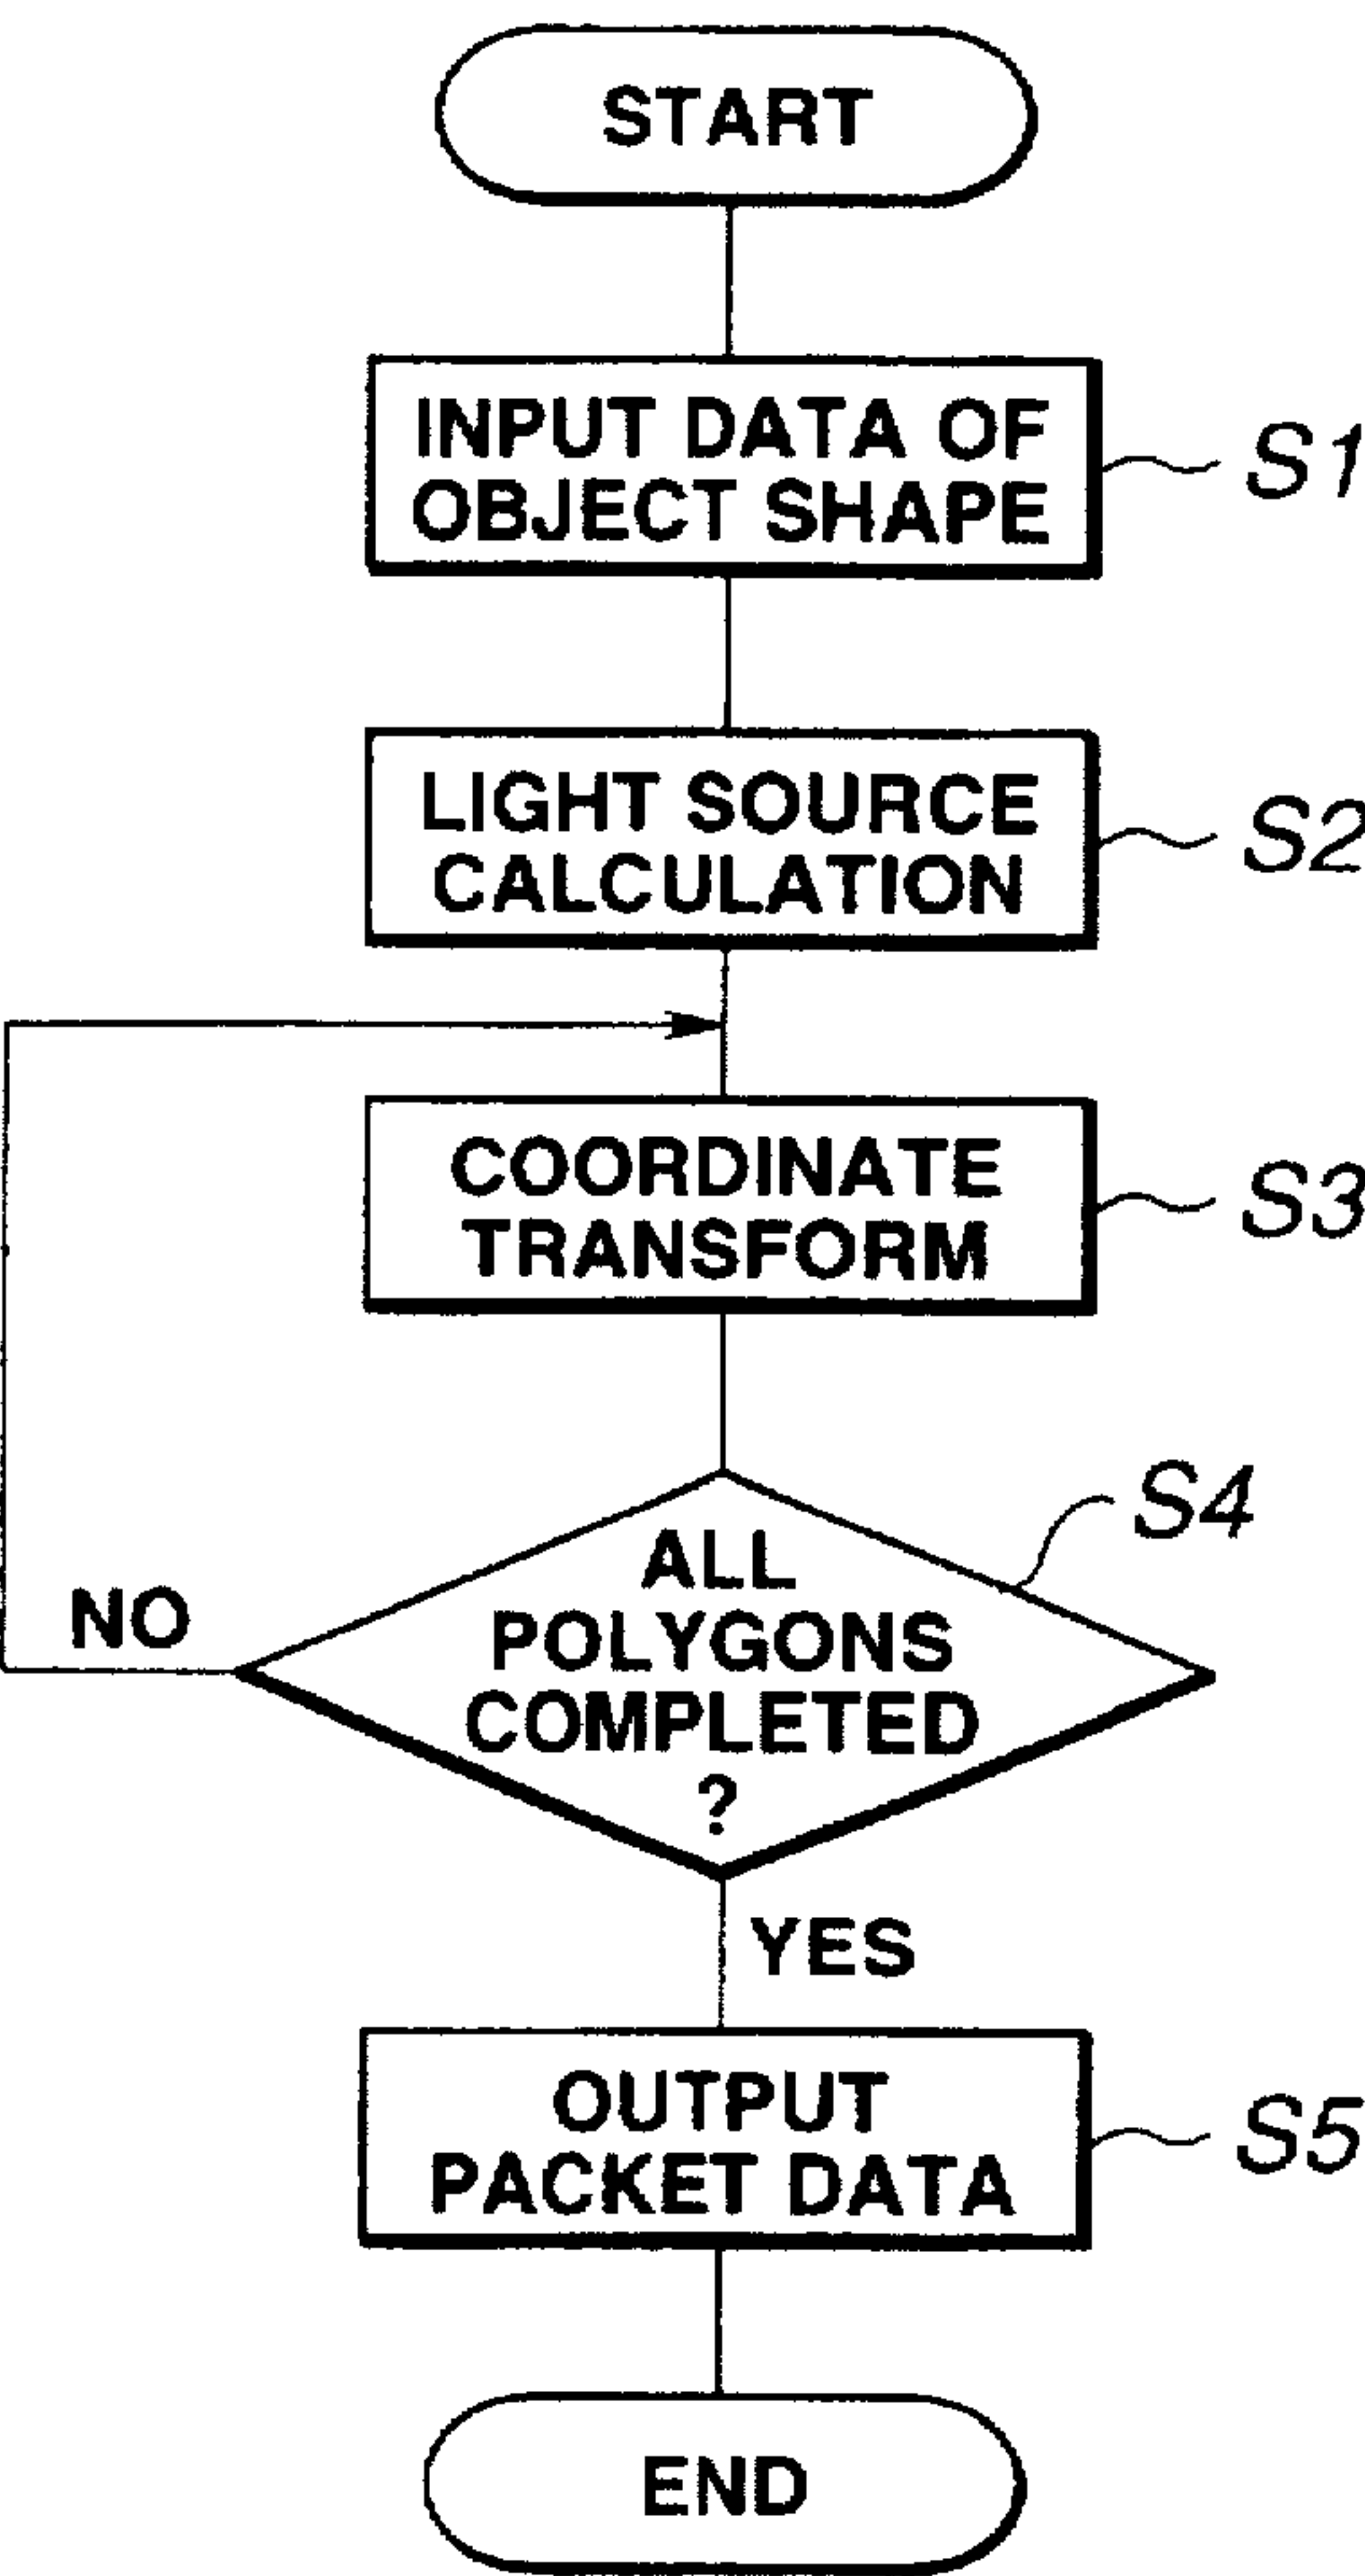 START
INPUT DATA OF
OBJECT SHAPE
S1
LIGHT SOURCE
CALCULATION
S2
COORDINATE
TRANSFORM
S3
S4
ALL
POLYGONS
COMPLETED
?
NO
YES
OUTPUT
PACKET DATA
S5
END